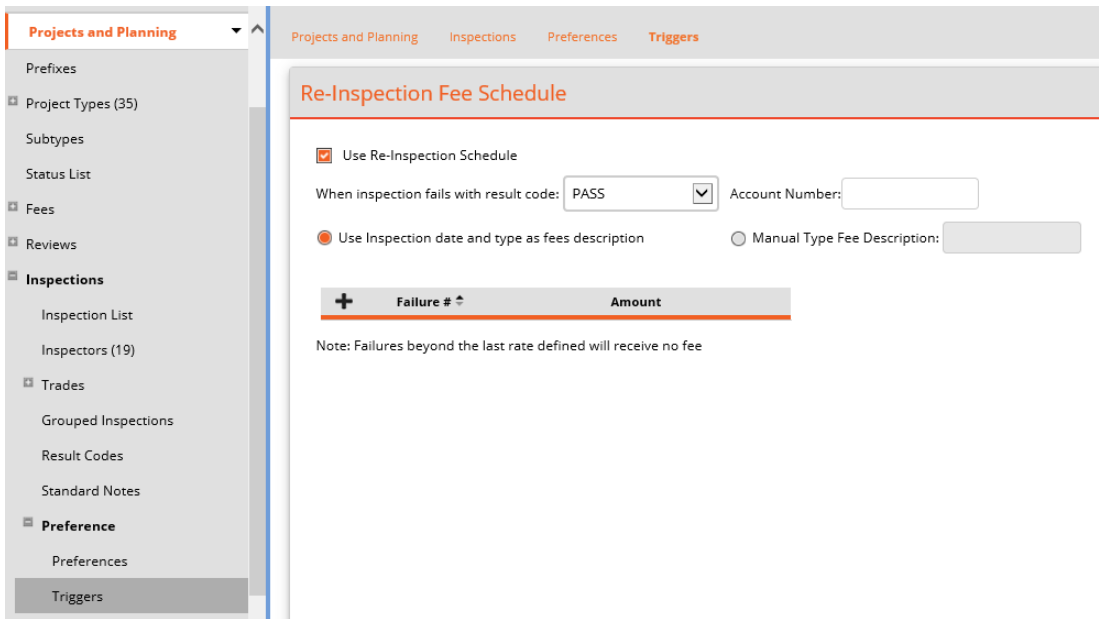 Projects and Planning
Prefixes
Project Types (35)
Subtypes
Status List
Fees
Reviews
Inspections
Inspection List
Inspectors (19)
Trades
Grouped Inspections
Result Codes
Standard Notes
Preference
Preferences
Triggers
Projects and Planning Inspections Preferences Triggers
Re-Inspection Fee Schedule
Use Re-Inspection Schedule
When inspection fails with result code: PASS Account Number:
Use Inspection date and type as fees description Manual Type Fee Description:
Failure # Amount
Note: Failures beyond the last rate defined will receive no fee